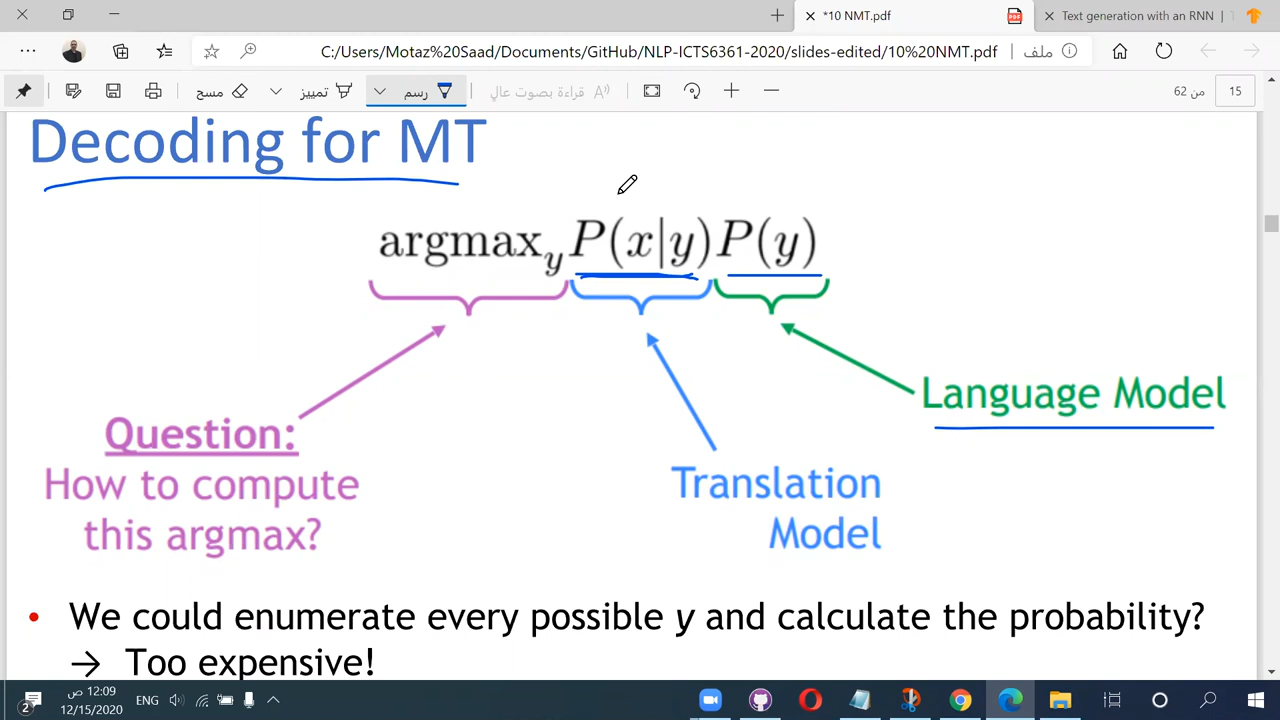 *10 NMT.pdf
Text generation with an RNN | T
C:/Users/Motaz%20Saad/Documents/GitHub/NLP-ICTS6361-2020/slides-edited/10%20NMT.pdf
ملف
مسح
تمييز
رسم
قراءة بصوت عالٍ
من 62
15
Decoding for MT
argmax_y P(x|y)P(y)
Language Model
Question:
How to compute
this argmax?
Translation
Model
• We could enumerate every possible y and calculate the probability?
→ Too expensive!
2
12:09 ص
12/15/2020
ENG